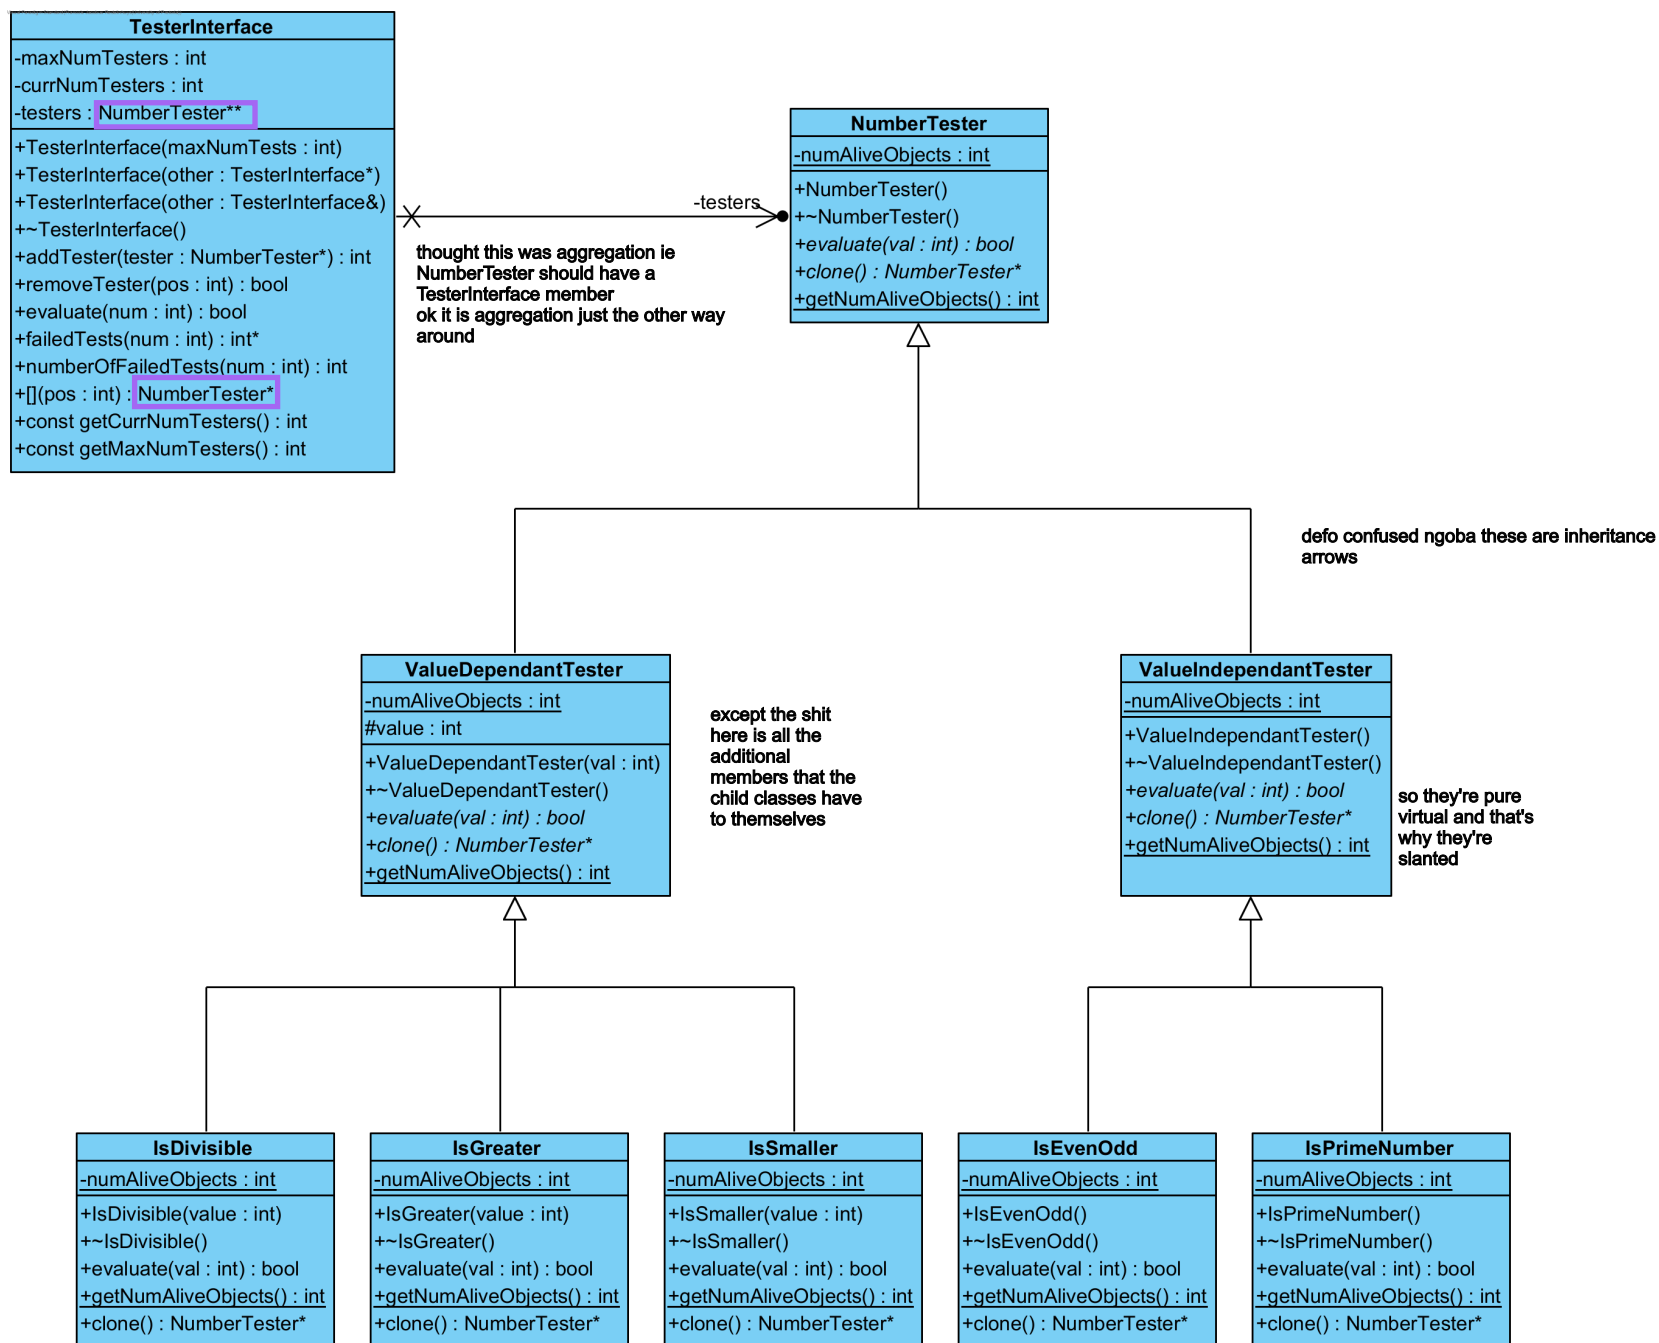 TesterInterface
-maxNumTesters : int
-currNumTesters : int
-testers : NumberTester**
+TesterInterface(maxNumTests : int)
+TesterInterface(other : TesterInterface*)
+TesterInterface(other : TesterInterface&)
+~TesterInterface()
+addTester(tester : NumberTester*) : int
+removeTester(pos : int) : bool
+evaluate(num : int) : bool
+failedTests(num : int) : int*
+numberOfFailedTests(num : int) : int
+[](pos : int) : NumberTester*
+const getCurrNumTesters() : int
+const getMaxNumTesters() : int
-testers
thought this was aggregation ie
NumberTester should have a
TesterInterface member
ok it is aggregation just the other way
around
NumberTester
-numAliveObjects : int
+NumberTester()
+~NumberTester()
+evaluate(val : int) : bool
+clone() : NumberTester*
+getNumAliveObjects() : int
defo confused ngoba these are inheritance
arrows
ValueDependantTester
-numAliveObjects : int
#value : int
+ValueDependantTester(val : int)
+~ValueDependantTester()
+evaluate(val : int) : bool
+clone() : NumberTester*
+getNumAliveObjects() : int
except the shit
here is all the
additional
members that the
child classes have
to themselves
ValueIndependantTester
-numAliveObjects : int
+ValueIndependantTester()
+~ValueIndependantTester()
+evaluate(val : int) : bool
+clone() : NumberTester*
+getNumAliveObjects() : int
so they're pure
virtual and that's
why they're
slanted
IsDivisible
-numAliveObjects : int
+IsDivisible(value : int)
+~IsDivisible()
+evaluate(val : int) : bool
+getNumAliveObjects() : int
+clone() : NumberTester*
IsGreater
-numAliveObjects : int
+IsGreater(value : int)
+~IsGreater()
+evaluate(val : int) : bool
+getNumAliveObjects() : int
+clone() : NumberTester*
IsSmaller
-numAliveObjects : int
+IsSmaller(value : int)
+~IsSmaller()
+evaluate(val : int) : bool
+getNumAliveObjects() : int
+clone() : NumberTester*
IsEvenOdd
-numAliveObjects : int
+IsEvenOdd()
+~IsEvenOdd()
+evaluate(val : int) : bool
+getNumAliveObjects() : int
+clone() : NumberTester*
IsPrimeNumber
-numAliveObjects : int
+IsPrimeNumber()
+~IsPrimeNumber()
+evaluate(val : int) : bool
+getNumAliveObjects() : int
+clone() : NumberTester*